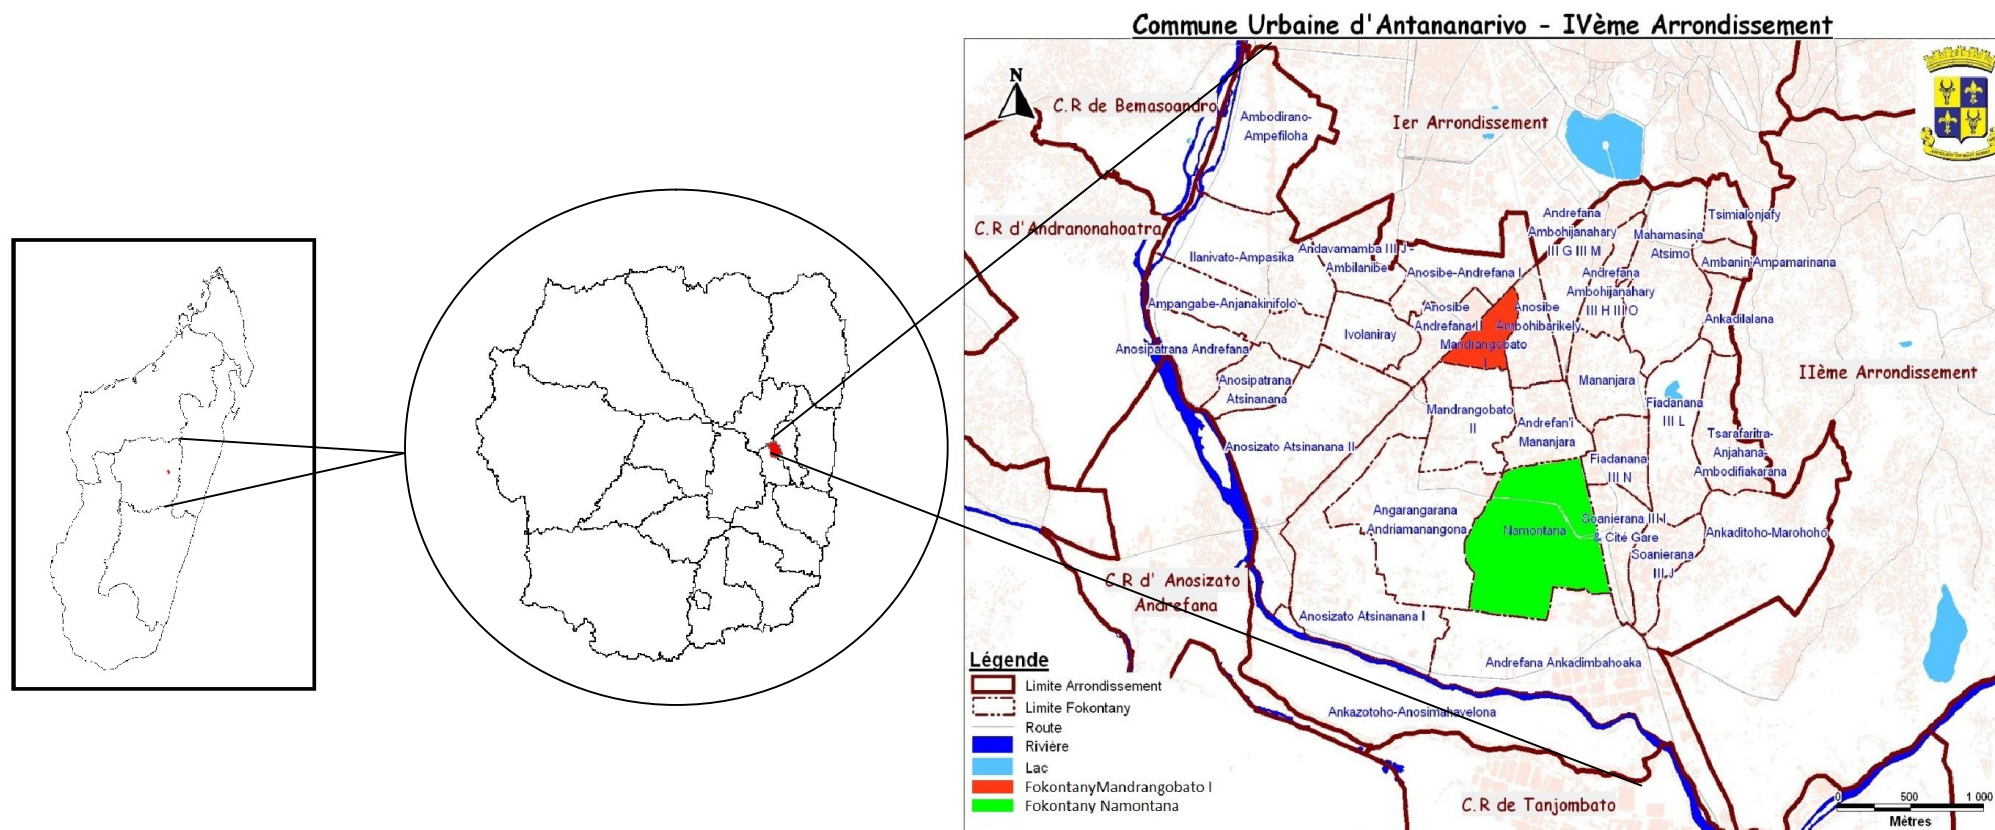 Commune Urbaine d'Antananarivo - IVème Arrondissement
N
C.R de Bemasoandro
Ambodirano-
Ampefiloha
Ier Arrondissement
C.R d'Andranonahoatra
Andrefana
Ambohijanahary
III G III M
Tsimialonjafy
Mahamasina
Atsimo
Ilanivato-Ampasika
Andavamamba III J -
Ambilanibe
Anosibe-Andrefana I
Andrefana
Ambohijanahary
III H III O
Ambanin'Ampamarinana
Ampangabe-Anjanakinifolo
Anosibe
Andrefana II
Anosibe
Ambohibarikely
Ankadilalana
Ivolaniray
Mandrangobato
I
Anosipatrana Andrefana
Anosipatrana
Atsinanana
Mananjara
IIème Arrondissement
Mandrangobato
II
Andrefan'i
Mananjara
Fiadanana
III L
Anosizato Atsinanana II
Tsarafaritra-
Anjahana-
Ambodifiakarana
Fiadanana
III N
Angarangarana
Andriamanangona
Namontana
Soanierana III I
& Cité Gare
Soanierana
III J
Ankaditoho-Marohoho
C.R d' Anosizato
Andrefana
Anosizato Atsinanana I
Andrefana Ankadimbahoaka
Ankazotoho-Anosimahavelona
C.R de Tanjombato
Légende
Limite Arrondissement
Limite Fokontany
Route
Rivière
Lac
FokontanyMandrangobato I
Fokontany Namontana
0 500 1 000
Mètres